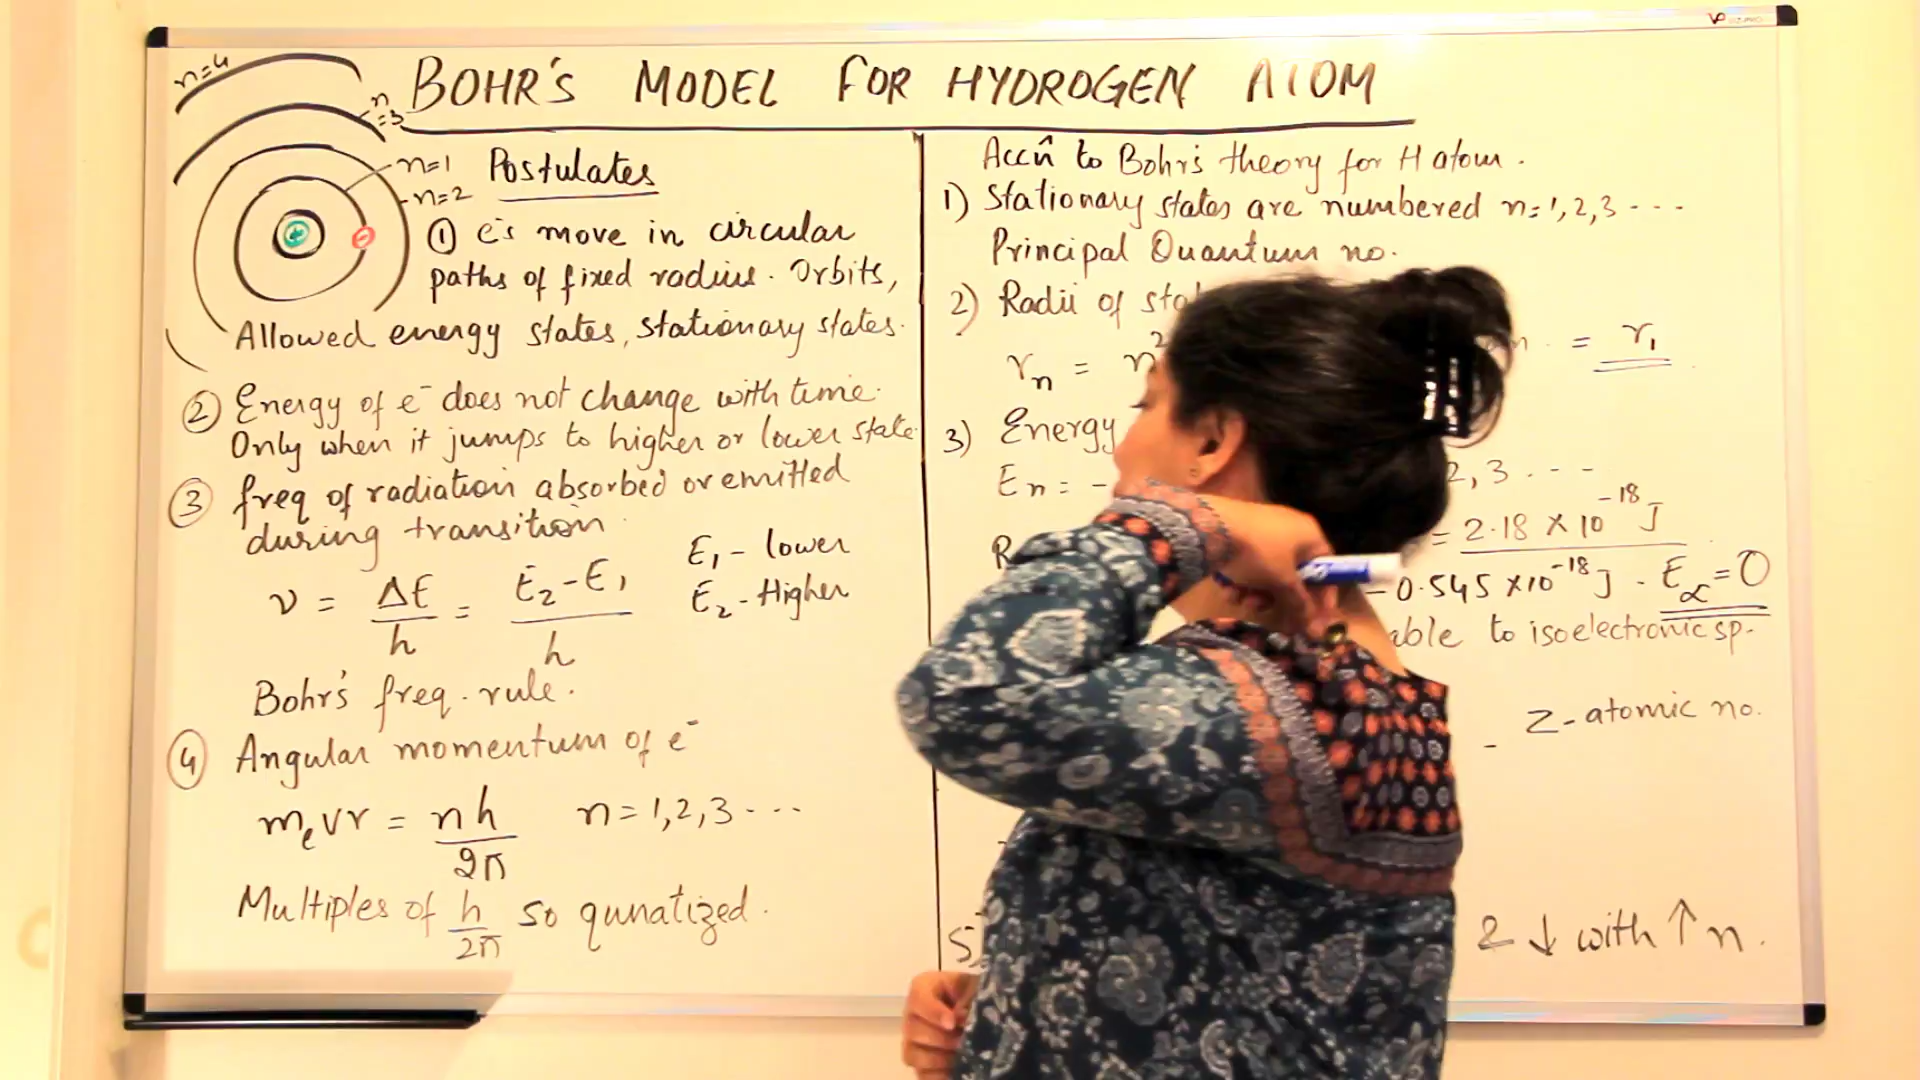 BOHR'S MODEL FOR HYDROGEN ATOM
n=4
n=3
n=1
n=2
Postulates
① e⁻s move in circular
paths of fixed radius. Orbits,
Allowed energy states, stationary states.
② Energy of e⁻ does not change with time.
Only when it jumps to higher or lower state.
③ freq of radiation absorbed or emitted
during transition.
ν = ΔE/h = E₂-E₁/h
E₁ - lower
E₂ - Higher
Bohr's freq. rule.
④ Angular momentum of e⁻
mₑvr = nh/2π n=1,2,3 ...
Multiples of h/2π so qunatized.
Accn to Bohr's theory for H atom.
1) Stationary states are numbered n=1,2,3 ...
Principal Quantum no.
2) Radii of
rₙ = n² = r₁
3) Energy
Eₙ = - 2,3 ...
= 2.18 × 10⁻¹⁸ J
-0.545 × 10⁻¹⁸ J. E∝ = 0
to isoelectronic sp.
Z - atomic no.
5) & ↓ with ↑ n.